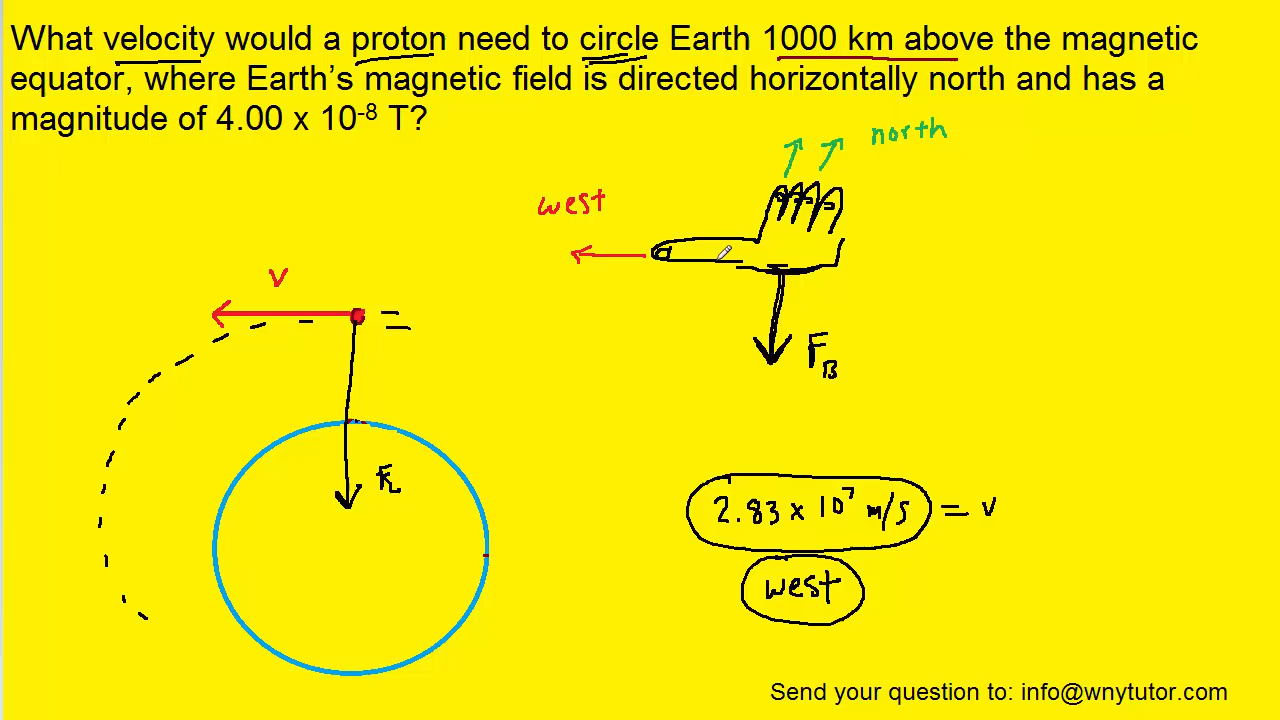 What velocity would a proton need to circle Earth 1000 km above the magnetic
equator, where Earth's magnetic field is directed horizontally north and has a
magnitude of 4.00 x 10⁻⁸ T?
north
west
v
F_B
F_c
2.83 x 10⁷ m/s = v
west
Send your question to: info@wnytutor.com